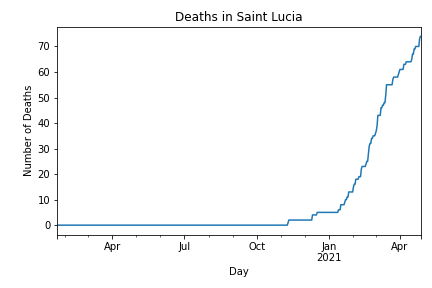 Deaths in Saint Lucia
Number of Deaths
70
60
50
40
30
20
10
0
Apr
Jul
Oct
Jan
2021
Apr
Day